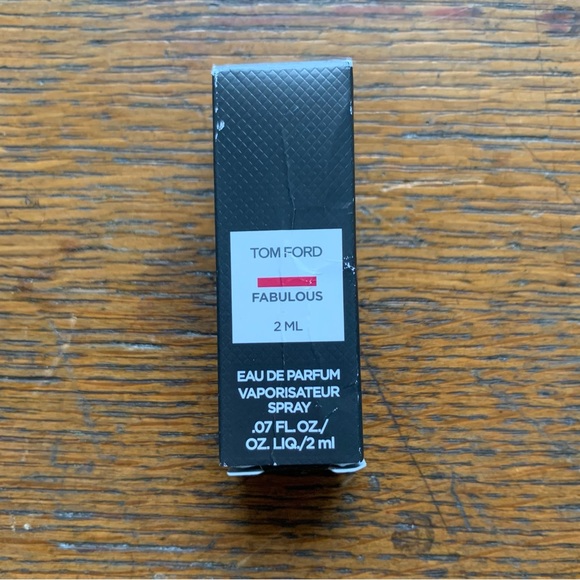 TOM FORD
FABULOUS
2 ML
EAU DE PARFUM
VAPORISATEUR
SPRAY
.07 FL.OZ./
OZ. LIQ./2 ml